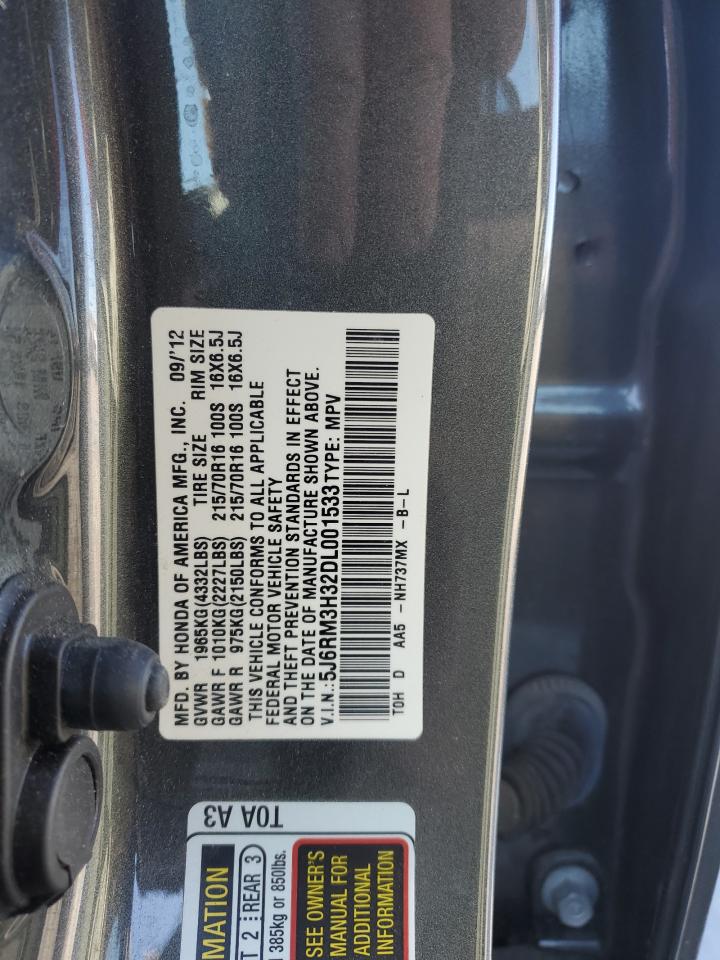 MFD. BY HONDA OF AMERICA MFG., INC. 09/'12
GVWR 1965KG(4332LBS) TIRE SIZE RIM SIZE
GAWR F 1010KG(2227LBS) 215/70R16 100S 16X6.5J
GAWR R 975KG(2150LBS) 215/70R16 100S 16X6.5J
THIS VEHICLE CONFORMS TO ALL APPLICABLE
FEDERAL MOTOR VEHICLE SAFETY
AND THEFT PREVENTION STANDARDS IN EFFECT
ON THE DATE OF MANUFACTURE SHOWN ABOVE.
V.I.N.:5J6RM3H32DL001533 TYPE: MPV
TOH D AA5 -NH737MX -B-L
T0A A3
MATION
T 2 REAR 3
385kg or 850lbs.
SEE OWNER'S
MANUAL FOR
ADDITIONAL
INFORMATION